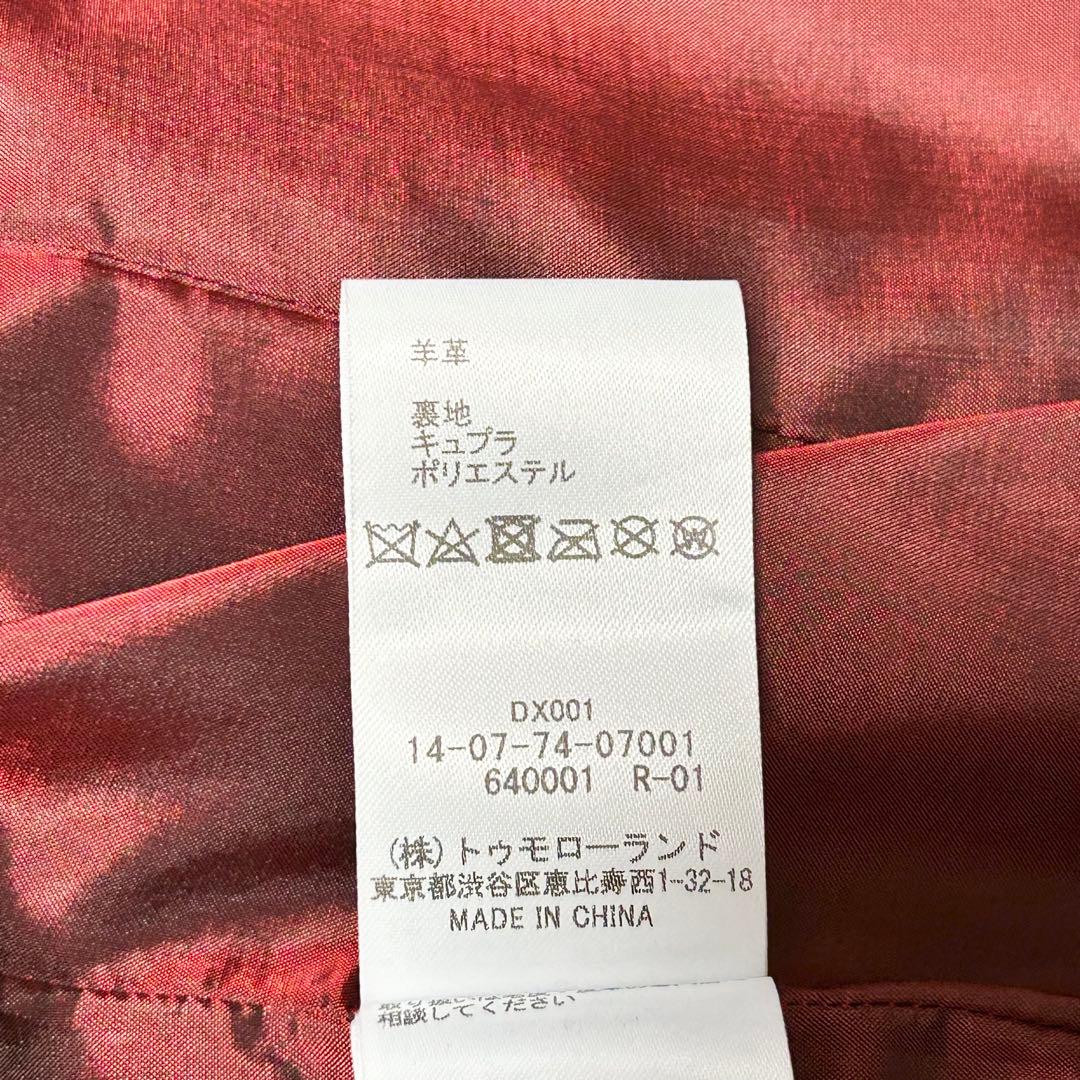 羊革
裏地
キュプラ
ポリエステル
DX001
14-07-74-07001
640001 R-01
(株)トゥモローランド
東京都渋谷区恵比寿西1-32-18
MADE IN CHINA
相談してください